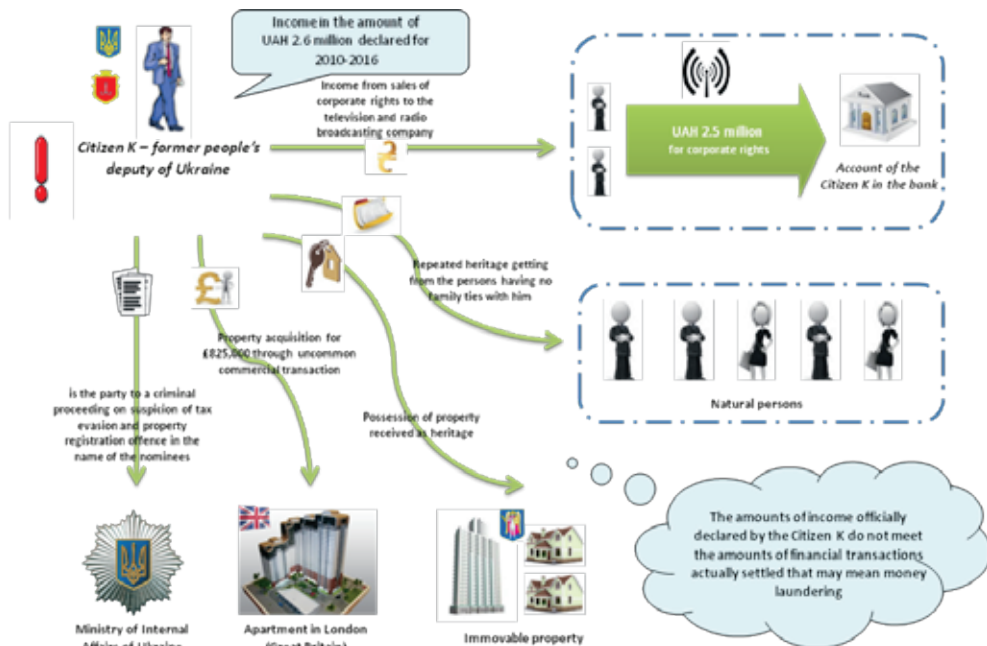 Income in the amount of
UAH 2.6 million declared for
2010-2016
Citizen K – former people's
deputy of Ukraine
Income from sales of
corporate rights to the
television and radio
broadcasting company
UAH 2.5 million
for corporate rights
Bank
Account of the
Citizen K in the bank
Repeated heritage getting
from the persons having no
family ties with him
Natural persons
Property acquisition for
£825,000 through uncommon
commercial transaction
is the party to a criminal
proceeding on suspicion of tax
evasion and property
registration offence in the
name of the nominees
Possession of property
received as heritage
The amounts of income officially
declared by the Citizen K do not meet
the amounts of financial transactions
actually settled that may mean money
laundering
Ministry of Internal
Affairs of Ukraine
Apartment in London
(Great Britain)
Immovable property